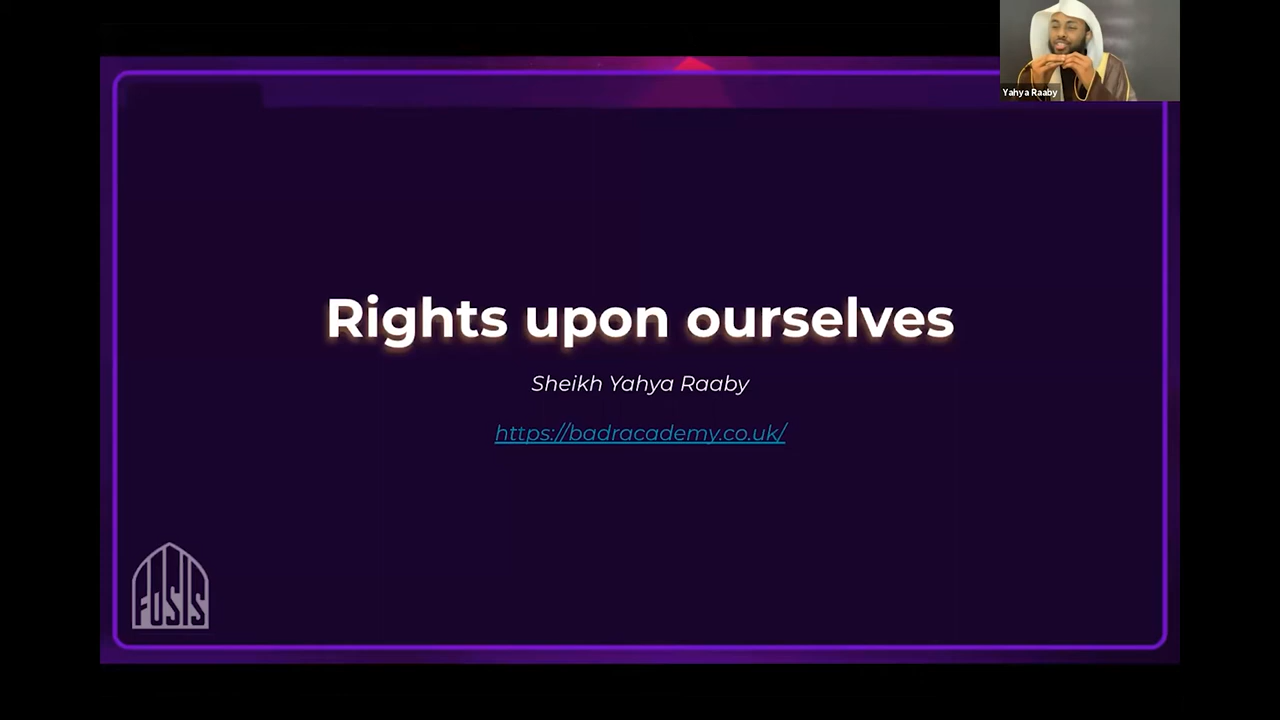 Yahya Raaby
Rights upon ourselves
Sheikh Yahya Raaby
https://badracademy.co.uk/
FOSIS